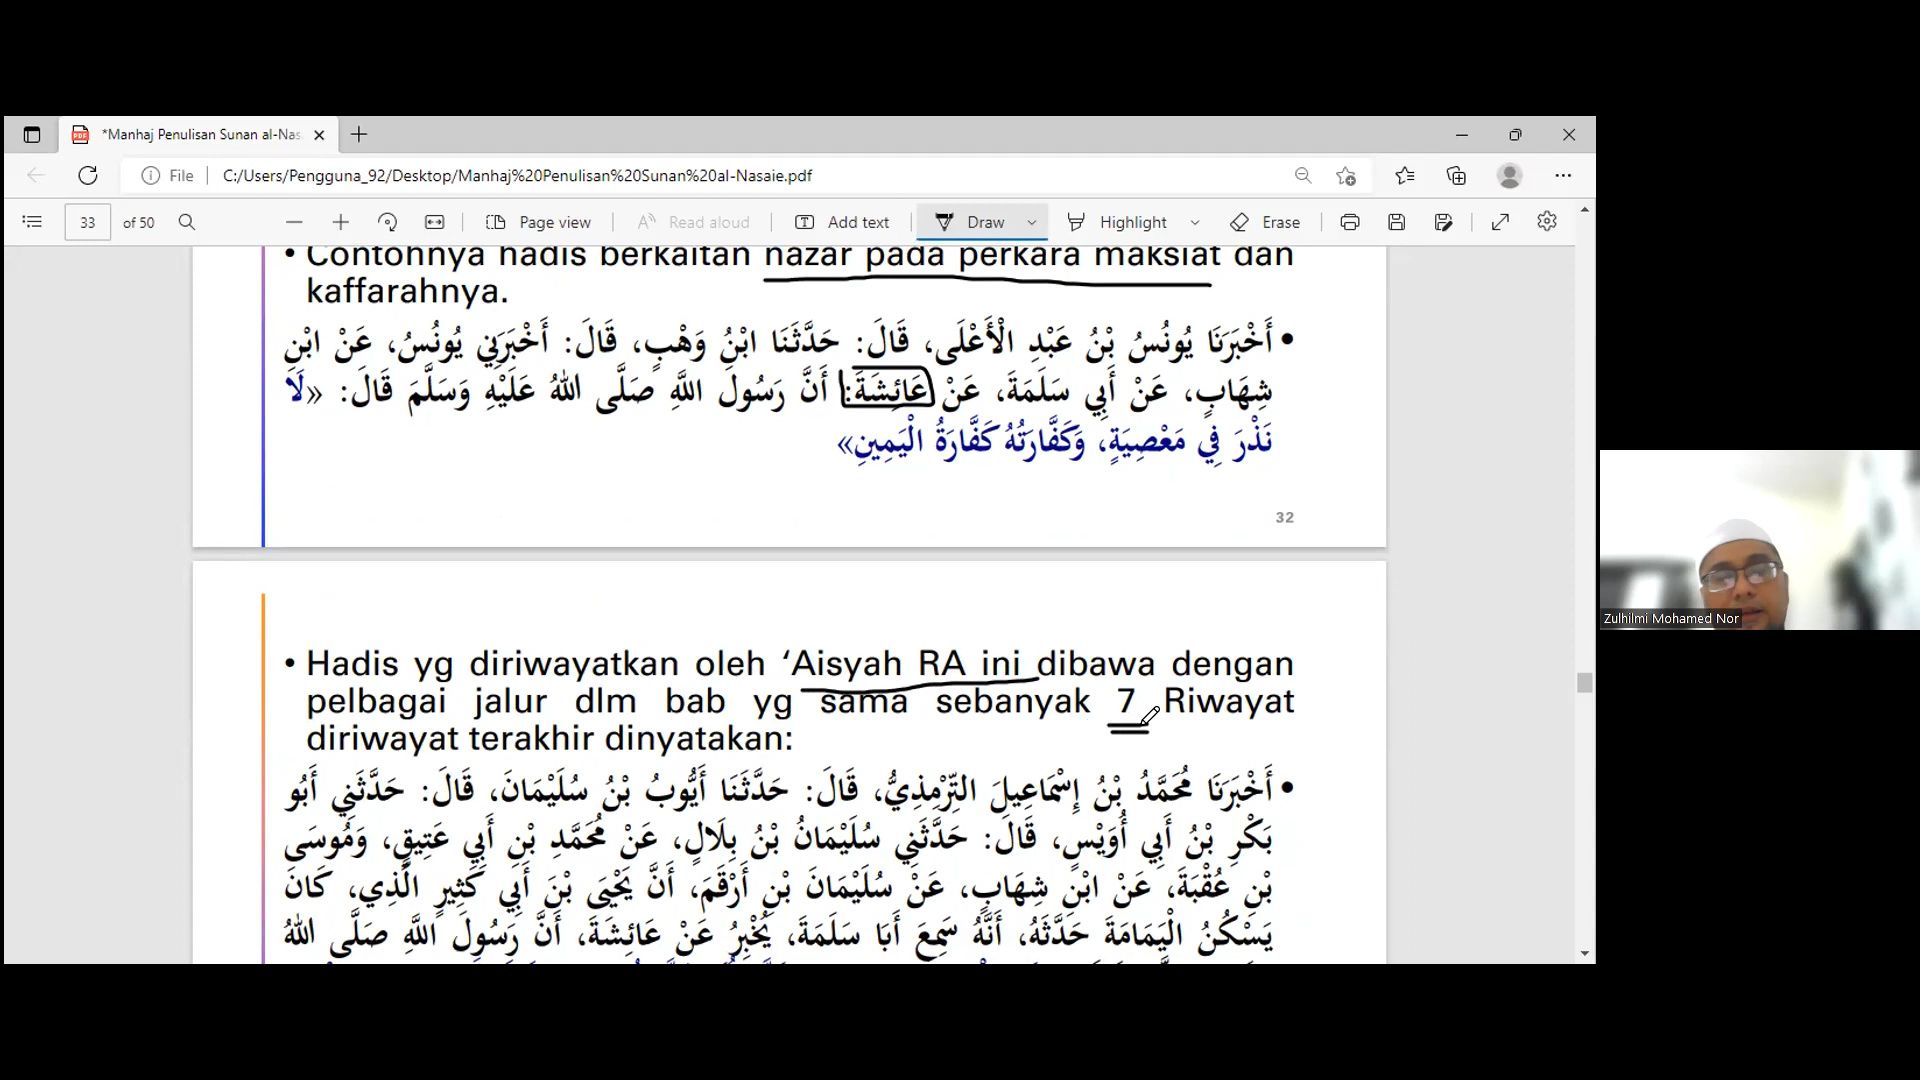 *Manhaj Penulisan Sunan al-Nas
File
C:/Users/Pengguna_92/Desktop/Manhaj%20Penulisan%20Sunan%20al-Nasaie.pdf
33 of 50
Page view
Read aloud
Add text
Draw
Highlight
Erase
• Contohnya hadis berkaitan nazar pada perkara maksiat dan
kaffarahnya.
• أَخْبَرَنَا يُونُسُ بْنُ عَبْدِ الْأَعْلَى، قَالَ: حَدَّثَنَا ابْنُ وَهْبٍ، قَالَ: أَخْبَرَنِي يُونُسُ، عَنْ ابْنِ
شِهَابٍ، عَنْ أَبِي سَلَمَةَ، عَنْ عَائِشَةَ: أَنَّ رَسُولَ اللَّهِ صَلَّى اللهُ عَلَيْهِ وَسَلَّمَ قَالَ: «لَا
نَذْرَ فِي مَعْصِيَةٍ، وَكَفَّارَتُهُ كَفَّارَةُ الْيَمِينِ»
32
• Hadis yg diriwayatkan oleh ‘Aisyah RA ini dibawa dengan
pelbagai jalur dlm bab yg sama sebanyak 7 Riwayat
diriwayat terakhir dinyatakan:
• أَخْبَرَنَا مُحَمَّدُ بْنُ إِسْمَاعِيلَ التِّرْمِذِيُّ، قَالَ: حَدَّثَنَا أَيُّوبُ بْنُ سُلَيْمَانَ، قَالَ: حَدَّثَنِي أَبُو
بَكْرِ بْنُ أَبِي أُوَيْسٍ، قَالَ: حَدَّثَنِي سُلَيْمَانُ بْنُ بِلَالٍ، عَنْ مُحَمَّدِ بْنِ أَبِي عَتِيقٍ، وَمُوسَى
بْنِ عُقْبَةَ، عَنْ ابْنِ شِهَابٍ، عَنْ سُلَيْمَانَ بْنِ أَرْقَمَ، أَنَّ يَحْيَى بْنَ أَبِي كَثِيرٍ الَّذِي، كَانَ
يَسْكُنُ الْيَمَامَةَ حَدَّثَهُ، أَنَّهُ سَمِعَ أَبَا سَلَمَةَ، يُخْبِرُ عَنْ عَائِشَةَ، أَنَّ رَسُولَ اللَّهِ صَلَّى اللهُ
Zulhilmi Mohamed Nor